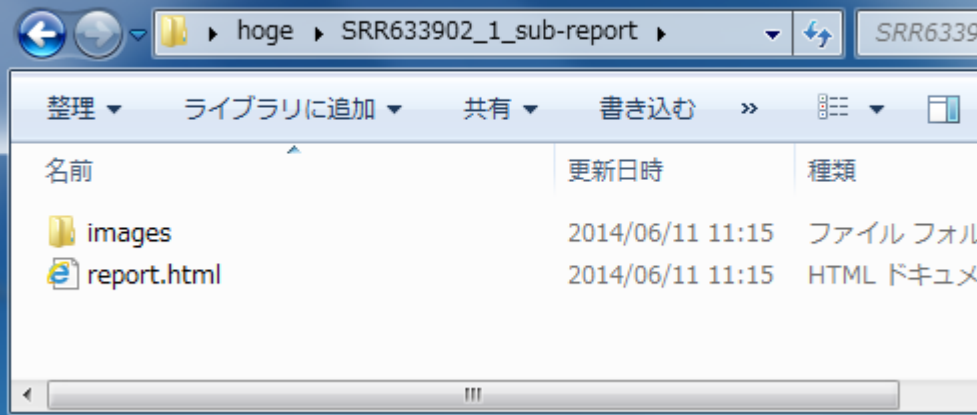 hoge SRR633902_1_sub-report SRR6339
整理 ライブラリに追加 共有 書き込む »
名前 更新日時 種類
images 2014/06/11 11:15 ファイル フォル
report.html 2014/06/11 11:15 HTML ドキュメ